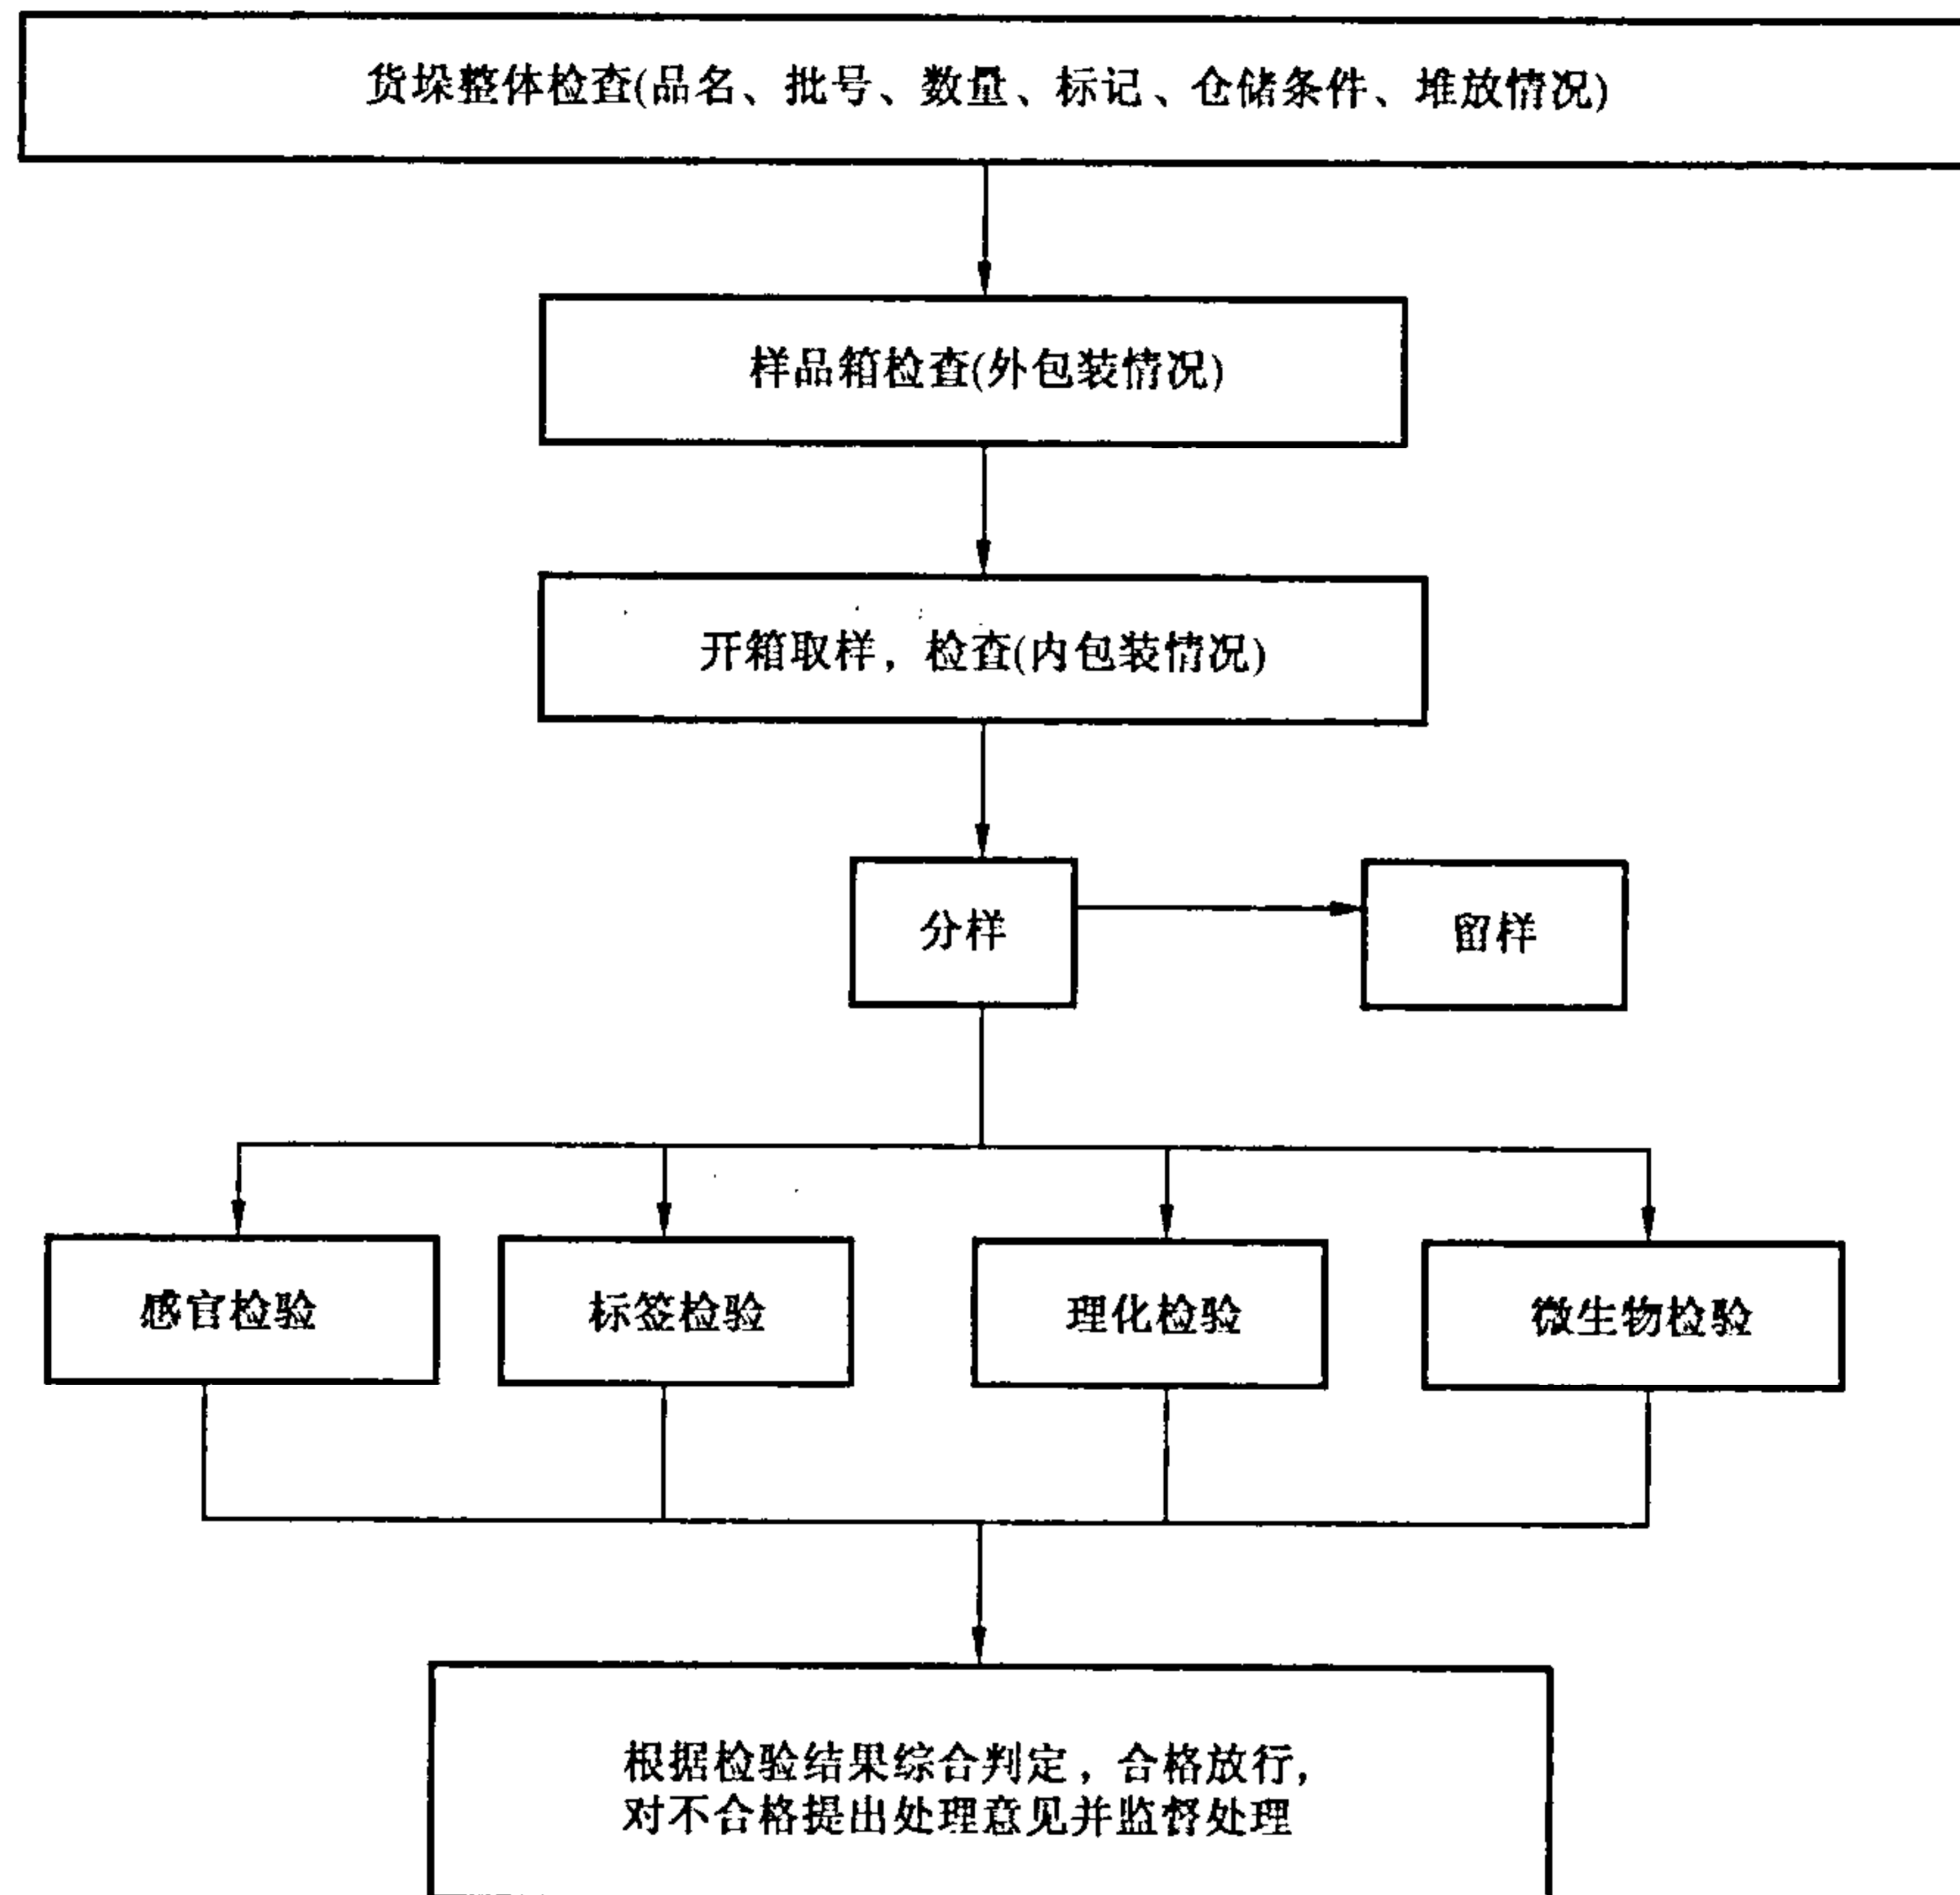 货垛整体检查(品名、批号、数量、标记、仓储条件、堆放情况)
样品箱检查(外包装情况)
开箱取样，检查(内包装情况)
分样
留样
感官检验
标签检验
理化检验
微生物检验
根据检验结果综合判定，合格放行，
对不合格提出处理意见并监督处理